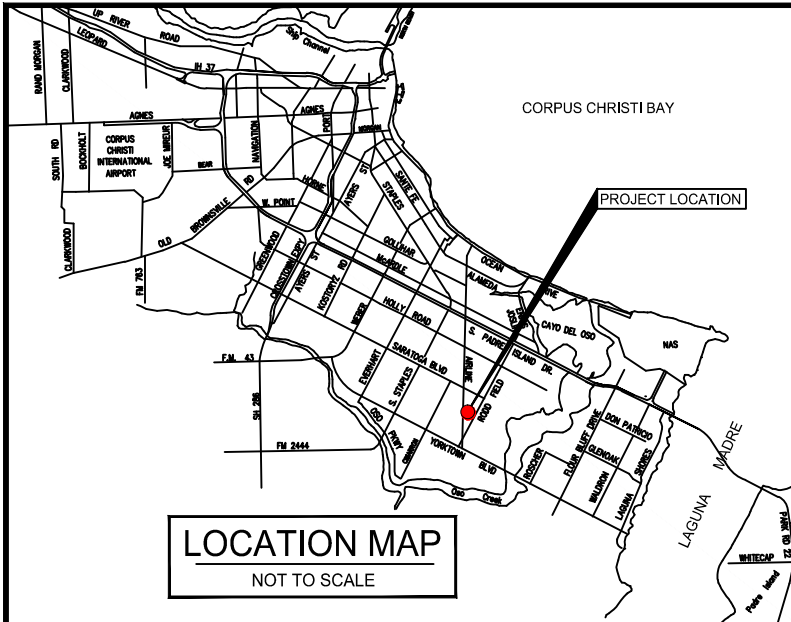 UP RIVER ROAD
LEOPARD
Ship Channel
IH 37
RAND MORGAN
CLARKWOOD
AGNES
AGNES
CORPUS CHRISTI BAY
SOUTH RD
BOCKHOLT
CORPUS
CHRISTI
INTERNATIONAL
AIRPORT
JOE MIREUR
NAVIGATION
PORT
MORGAN
BEAR
HORNE
AYERS ST
STAPLES
SANTE FE
W. POINT
OLD BROWNSVILLE RD
CLARKWOOD
FM 763
GREENWOOD
CROSSTOWN EXPY
AYERS ST
KOSTORYZ RD
WEBER
GOLLIHAR
McARDLE
HOLLY ROAD
PROJECT LOCATION
OCEAN DRIVE
ALAMEDA
CAYO DEL OSO
NAS
S. PADRE ISLAND DR.
SARATOGA BLVD
AIRLINE
RODD FIELD
F.M. 43
SH 286
EVERHART
S. STAPLES
FM 2444
OSO PKWY
CIMARRON
YORKTOWN BLVD
Oso Creek
ROSCHER
FLOUR BLUFF DRIVE
DON PATRICIO
GLENOAK
WALDRON
LAGUNA SHORES
LAGUNA MADRE
WHITECAP
PARK RD 22
Padre Island
LOCATION MAP
NOT TO SCALE